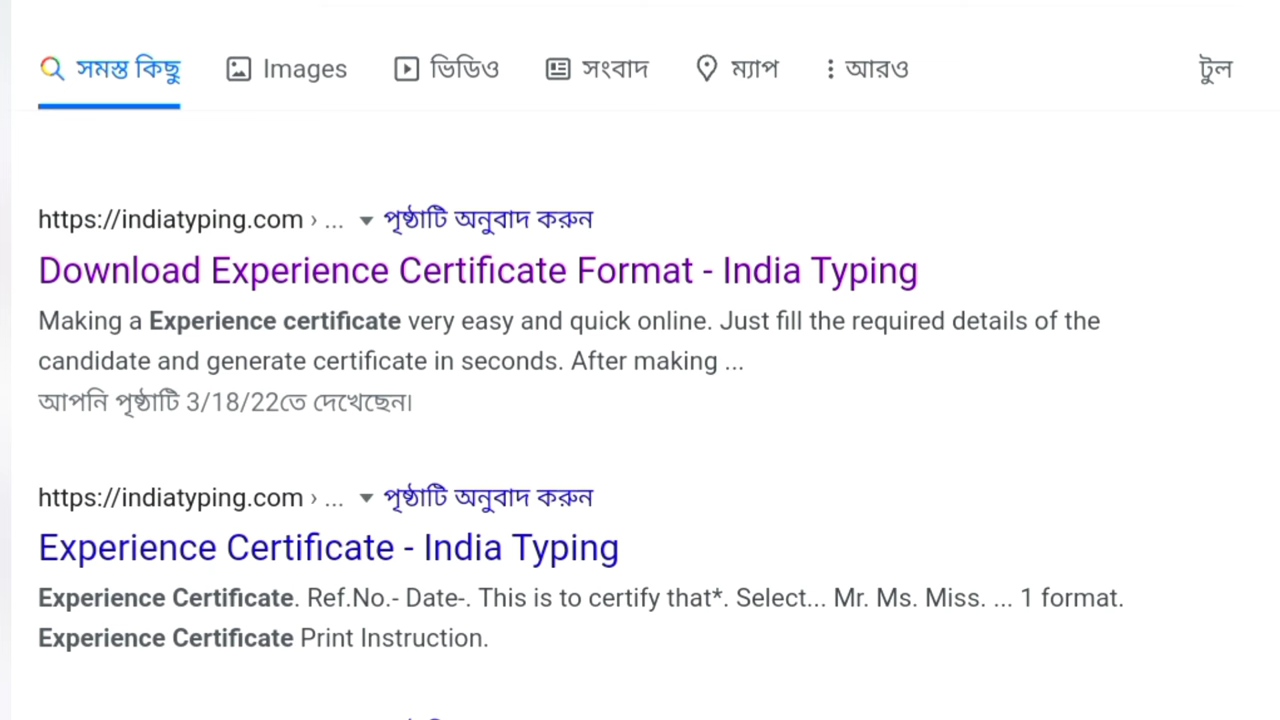 সমস্ত কিছু Images ভিডিও সংবাদ ম্যাপ আরও টুল
https://indiatyping.com › ... পৃষ্ঠাটি অনুবাদ করুন
Download Experience Certificate Format - India Typing
Making a Experience certificate very easy and quick online. Just fill the required details of the
candidate and generate certificate in seconds. After making ...
আপনি পৃষ্ঠাটি 3/18/22তে দেখেছেন।
https://indiatyping.com › ... পৃষ্ঠাটি অনুবাদ করুন
Experience Certificate - India Typing
Experience Certificate. Ref.No.- Date-. This is to certify that*. Select... Mr. Ms. Miss. ... 1 format.
Experience Certificate Print Instruction.